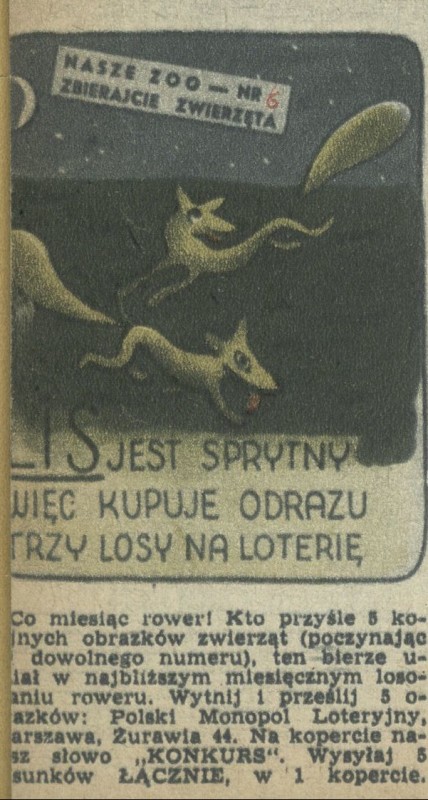 NASZE ZOO — NR 6
ZBIERAJCIE ZWIERZĘTA
LIS JEST SPRYTNY
WIĘC KUPUJE ODRAZU
TRZY LOSY NA LOTERIĘ
Co miesiąc rower! Kto przyśle 5 ko-
jnych obrazków zwierząt (poczynając
dowolnego numeru), ten bierze u-
iał w najbliższym miesięcznym loso-
aniu roweru. Wytnij i prześlij 5 o-
azków: Polski Monopol Loteryjny,
arszawa, Żurawia 44. Na kopercie na-
sz słowo „KONKURS". Wysyłaj 5
sunków ŁĄCZNIE, w 1 kopercie.